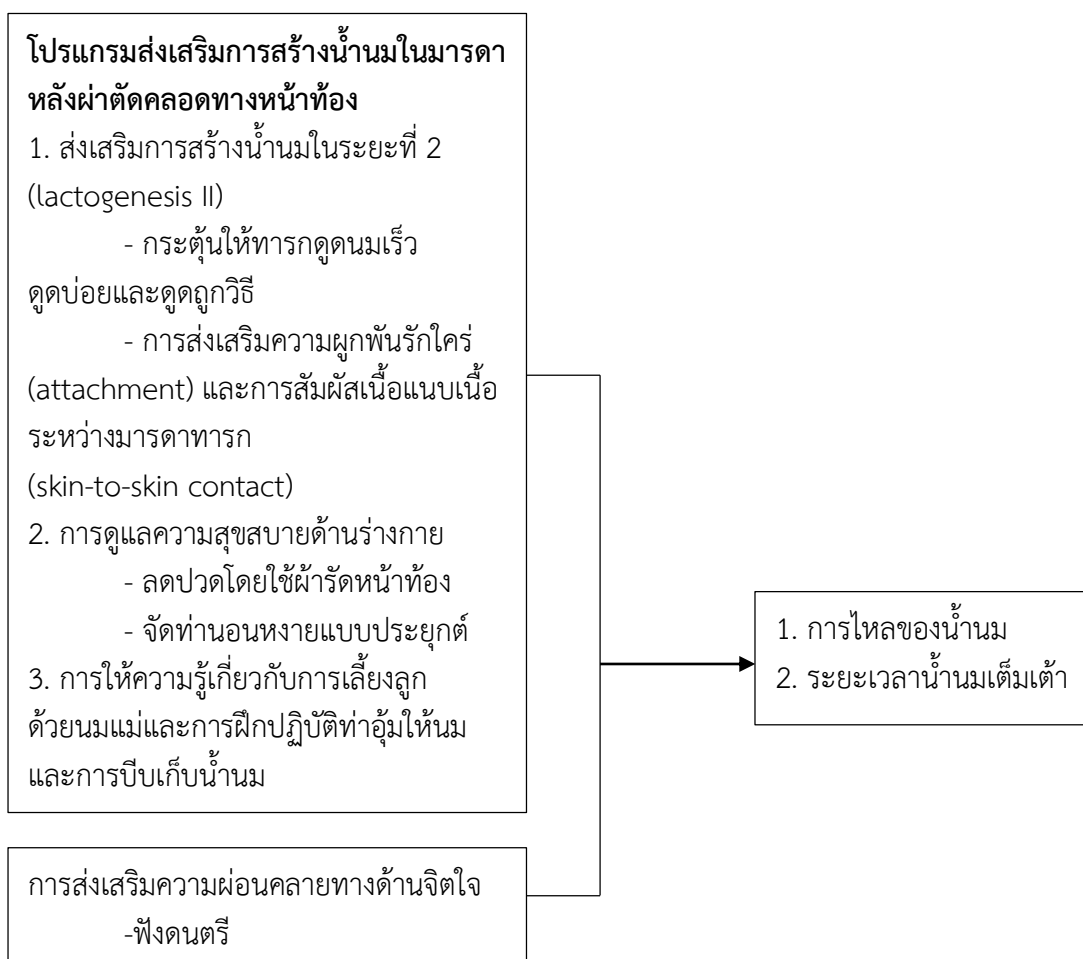 โปรแกรมส่งเสริมการสร้างน้ำนมในมารดา
หลังผ่าตัดคลอดทางหน้าท้อง
1. ส่งเสริมการสร้างน้ำนมในระยะที่ 2
(lactogenesis II)
- กระตุ้นให้ทารกดูดนมเร็ว
ดูดบ่อยและดูดถูกวิธี
- การส่งเสริมความผูกพันรักใคร่
(attachment) และการสัมผัสเนื้อแนบเนื้อ
ระหว่างมารดาทารก
(skin-to-skin contact)
2. การดูแลความสุขสบายด้านร่างกาย
- ลดปวดโดยใช้ผ้ารัดหน้าท้อง
- จัดท่านอนหงายแบบประยุกต์
3. การให้ความรู้เกี่ยวกับการเลี้ยงลูก
ด้วยนมแม่และการฝึกปฏิบัติท่าอุ้มให้นม
และการบีบเก็บน้ำนม
การส่งเสริมความผ่อนคลายทางด้านจิตใจ
-ฟังดนตรี
1. การไหลของน้ำนม
2. ระยะเวลาน้ำนมเต็มเต้า